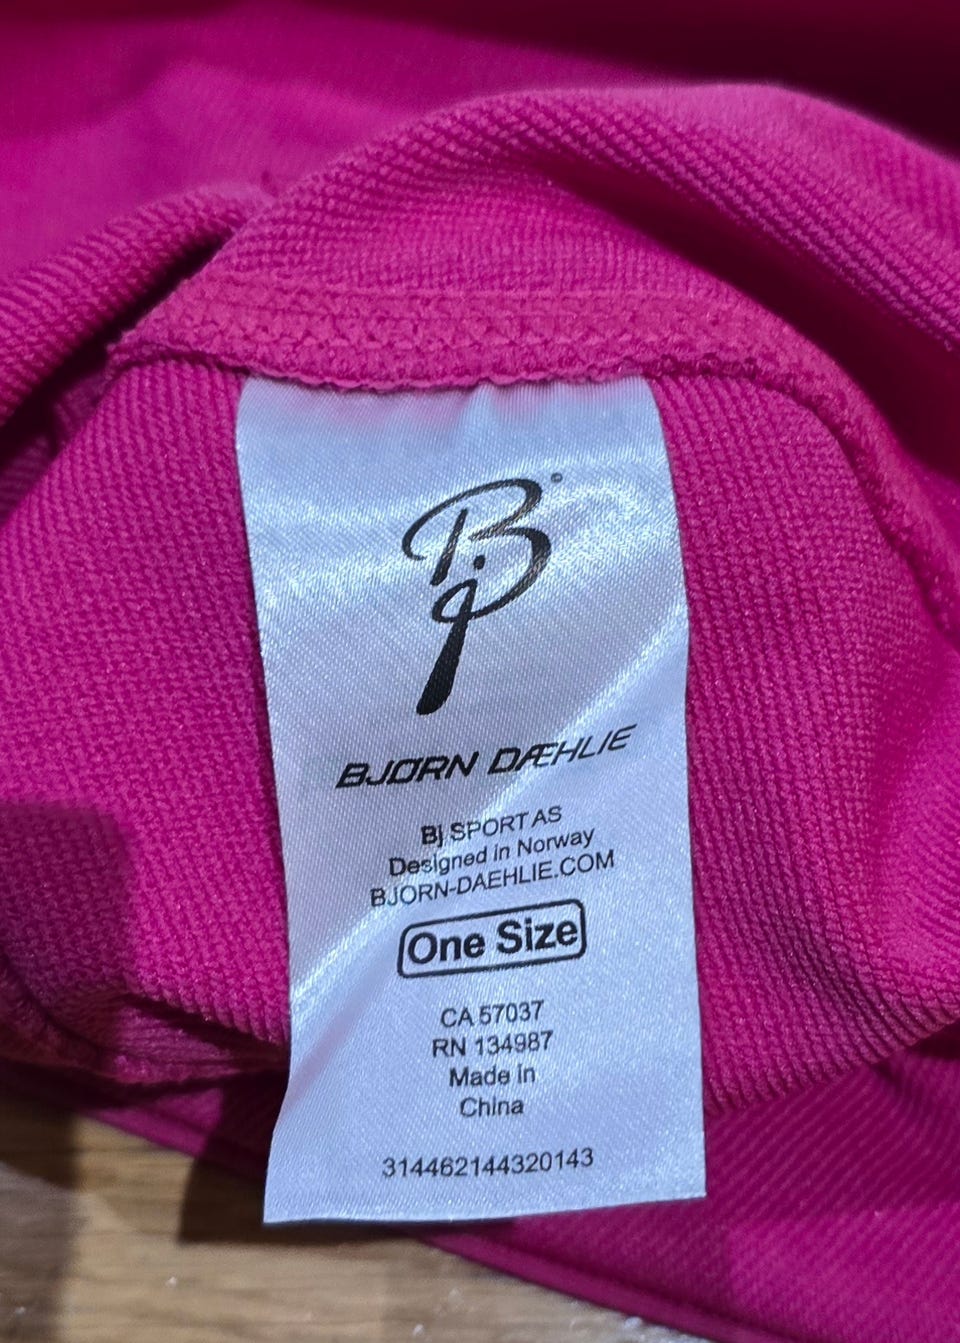 BJØRN DÆHLIE
Bj SPORT AS
Designed in Norway
BJORN-DAEHLIE.COM
One Size
CA 57037
RN 134987
Made in
China
314462144320143